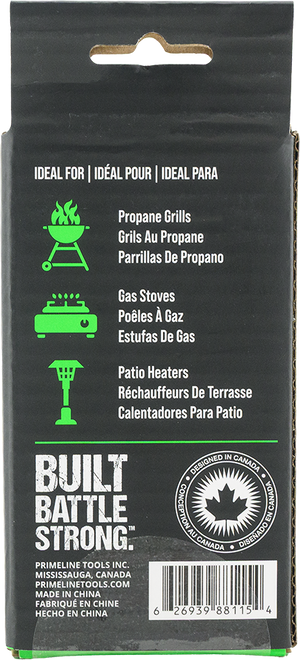 IDEAL FOR | IDÉAL POUR | IDEAL PARA
Propane Grills
Grils Au Propane
Parrillas De Propano
Gas Stoves
Poêles À Gaz
Estufas De Gas
Patio Heaters
Réchauffeurs De Terrasse
Calentadores Para Patio
BUILT
BATTLE
STRONG.™
DESIGNED IN CANADA
CONCEPTION AU CANADA
DISEÑADO EN CANADA
PRIMELINE TOOLS INC.
MISSISSAUGA, CANADA
PRIMELINETOOLS.COM
MADE IN CHINA
FABRIQUÉ EN CHINE
HECHO EN CHINA
6 26939 88115 4